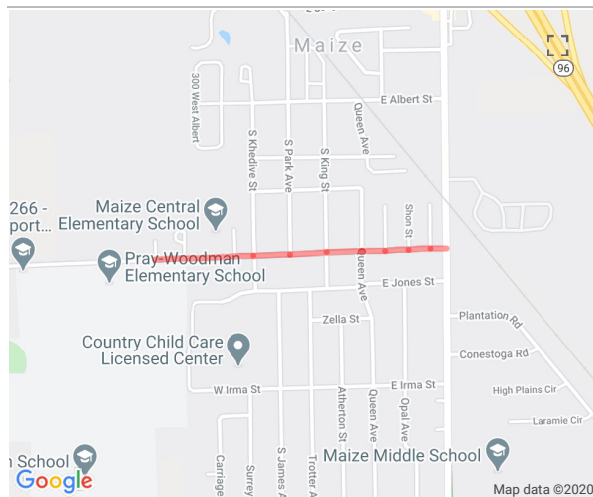 Maize
96
300 West Albert
E Albert St
S Khedive St
S Park Ave
S King St
Queen Ave
Maize Central
Elementary School
266 -
port...
Shon St
Pray-Woodman
Elementary School
Queen Ave
E Jones St
Zella St
Plantation Rd
Country Child Care
Licensed Center
Conestoga Rd
W Irma St
E Irma St
High Plains Cir
Atherton St
Queen Ave
Opal Ave
Laramie Cir
Carriage
Surrey
S James A
Trotter A
Maize Middle School
n School
Google
Map data ©2020